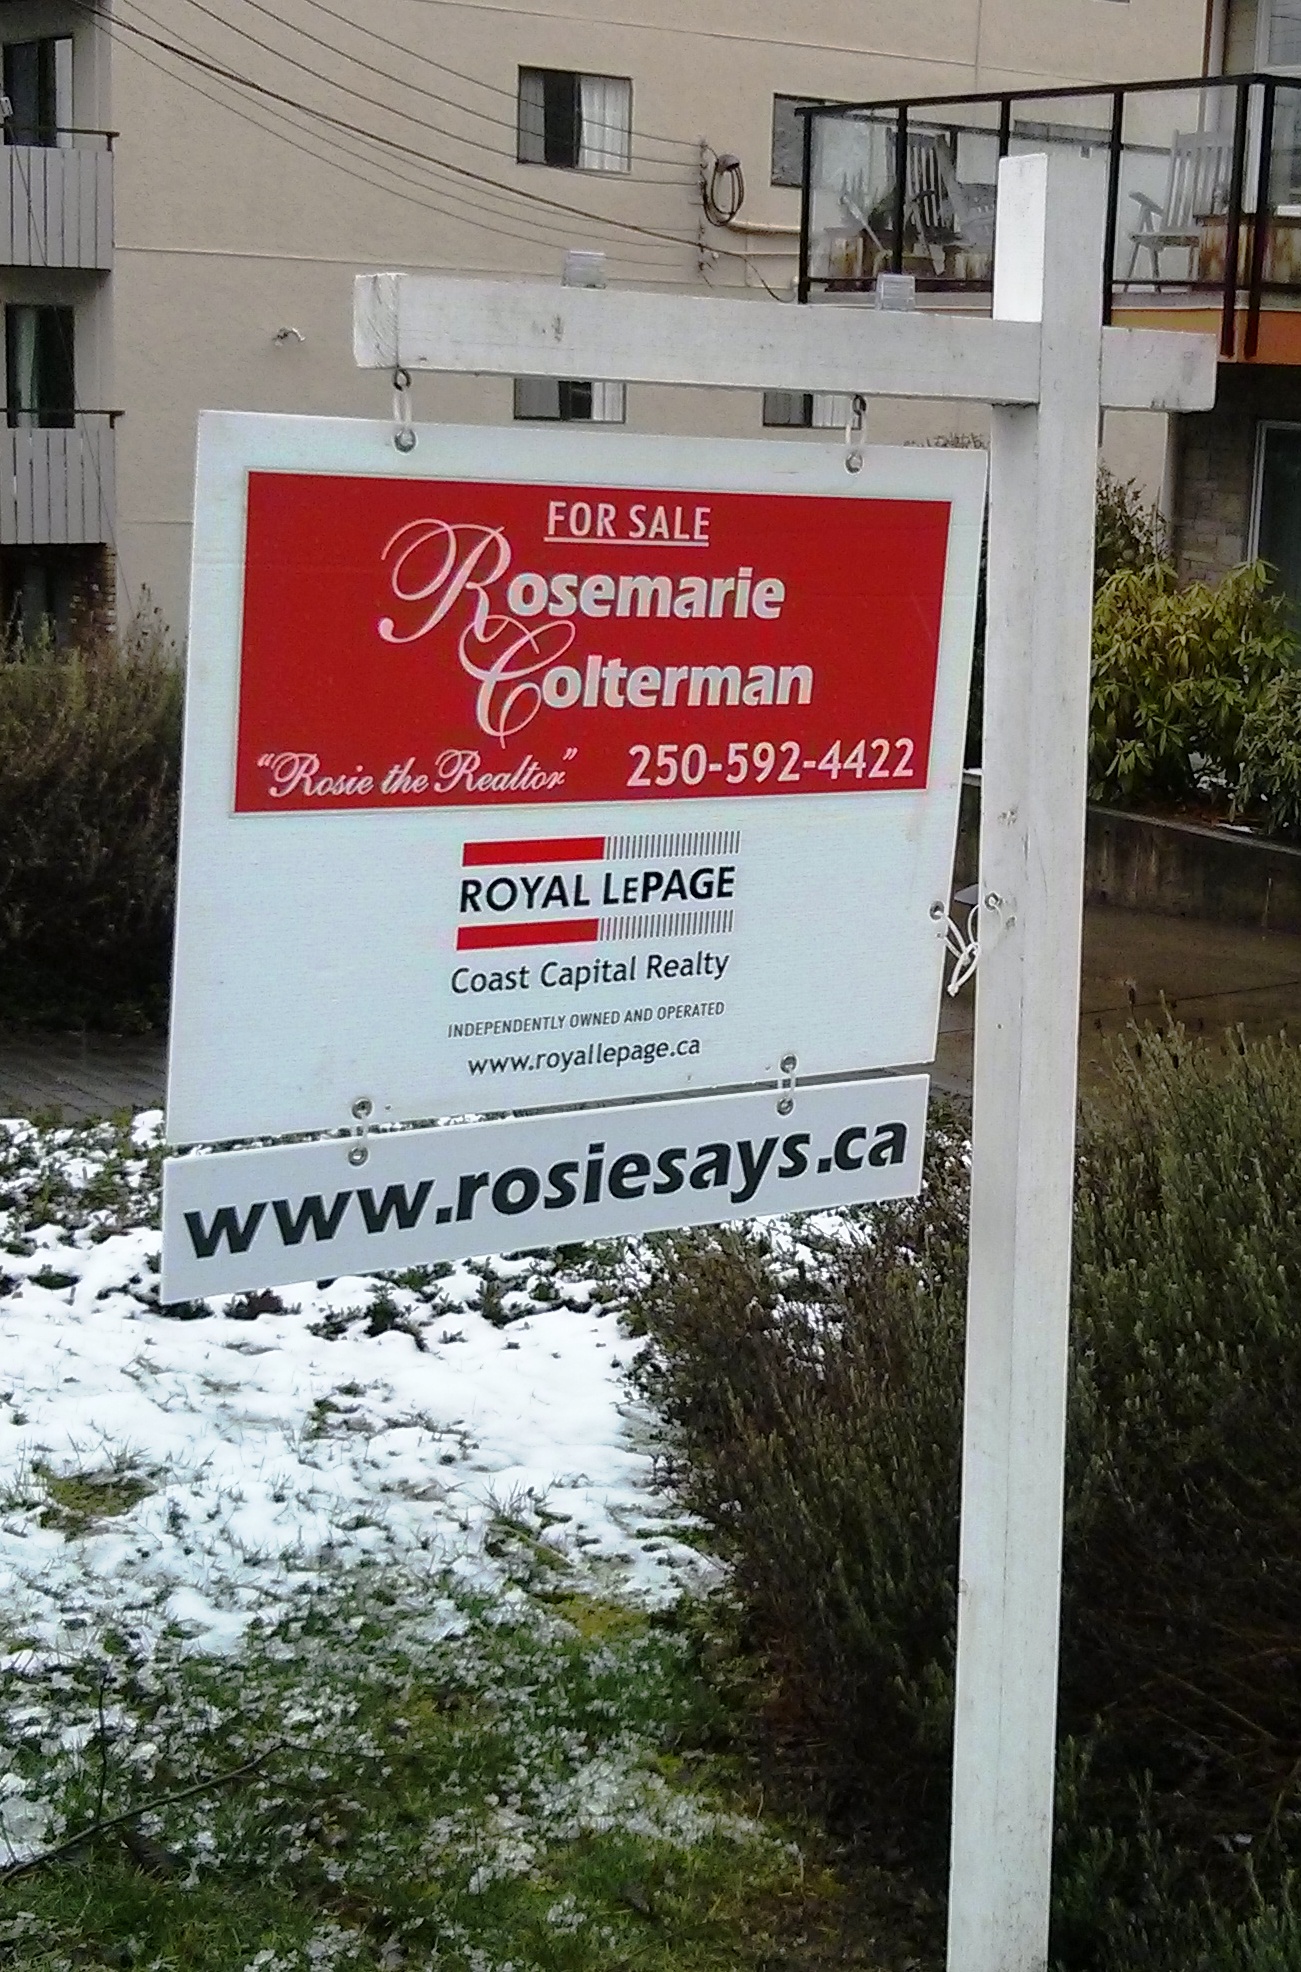 FOR SALE
Rosemarie
Colterman
"Rosie the Realtor" 250-592-4422
ROYAL LEPAGE
Coast Capital Realty
INDEPENDENTLY OWNED AND OPERATED
www.royallepage.ca
www.rosiesays.ca